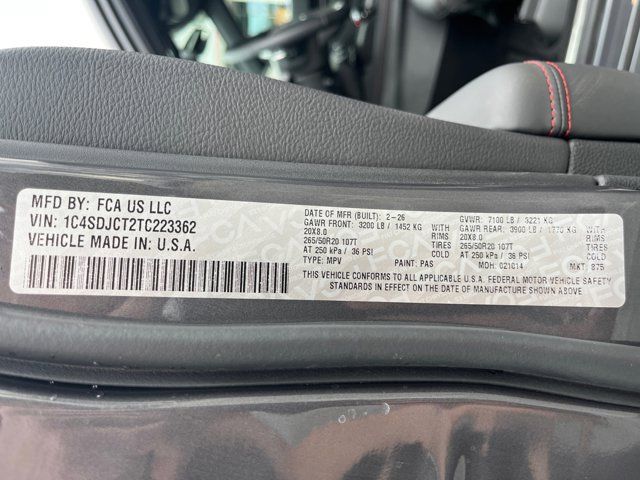 MFD BY: FCA US LLC
VIN: 1C4SDJCT2TC223362
VEHICLE MADE IN: U.S.A.
DATE OF MFR (BUILT): 2-26 GVWR: 7100 LB / 3221 KG
GAWR FRONT: 3200 LB / 1452 KG WITH GAWR REAR: 3900 LB / 1770 KG WITH
20X8.0 RIMS 20X8.0 RIMS
265/50R20 107T TIRES 265/50R20 107T TIRES
AT 250 kPa / 36 PSI COLD AT 250 kPa / 36 PSI COLD
TYPE: MPV PAINT: PAS MOH: 021014 MKT: 875
THIS VEHICLE CONFORMS TO ALL APPLICABLE U.S.A. FEDERAL MOTOR VEHICLE SAFETY
STANDARDS IN EFFECT ON THE DATE OF MANUFACTURE SHOWN ABOVE